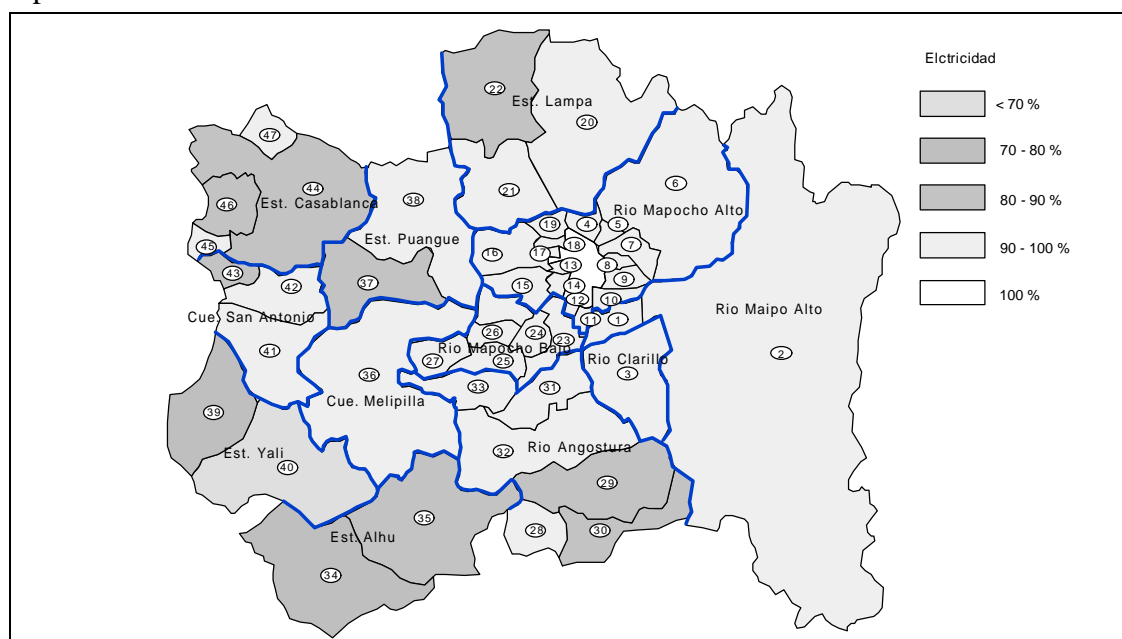 Elctricidad
< 70 %
70 - 80 %
80 - 90 %
90 - 100 %
100 %
22
Est. Lampa
20
47
6
44
21
46
Est. Casablanca
38
Rio Mapocho Alto
19
4
5
45
Est. Puangue
16
17
18
7
43
37
13
8
42
15
14
9
12
10
Cue. San Antonio
11
1
Rio Maipo Alto
41
26
24
23
Rio Mapocho Bajo
2
27
25
Rio Clarillo
36
3
33
31
Cue. Melipilla
39
Est. Yali
32
Rio Angostura
40
29
35
28
30
Est. Alhu
34